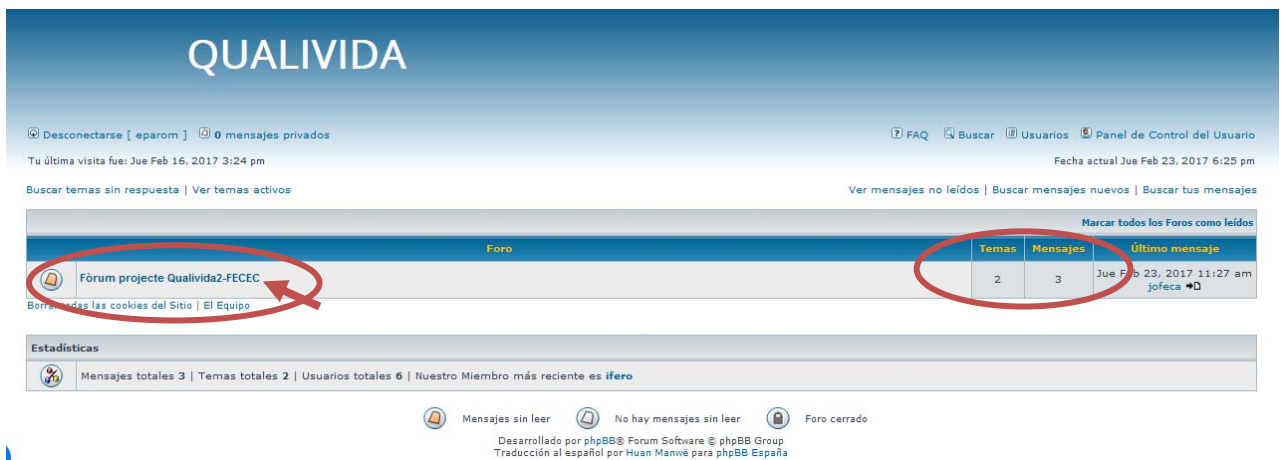 QUALIVIDA
Desconectarse [ eparom ] 0 mensajes privados
FAQ Buscar Usuarios Panel de Control del Usuario
Tu última visita fue: Jue Feb 16, 2017 3:24 pm
Fecha actual Jue Feb 23, 2017 6:25 pm
Buscar temas sin respuesta | Ver temas activos
Ver mensajes no leídos | Buscar mensajes nuevos | Buscar tus mensajes
Marcar todos los Foros como leídos
Foro Temas Mensajes Último mensaje
Fòrum projecte Qualivida2-FECEC 2 3 Jue Feb 23, 2017 11:27 am
jofeca
Borrar todas las cookies del Sitio | El Equipo
Estadísticas
Mensajes totales 3 | Temas totales 2 | Usuarios totales 6 | Nuestro Miembro más reciente es ifero
Mensajes sin leer No hay mensajes sin leer Foro cerrado
Desarrollado por phpBB® Forum Software © phpBB Group
Traducción al español por Huan Manwë para phpBB España